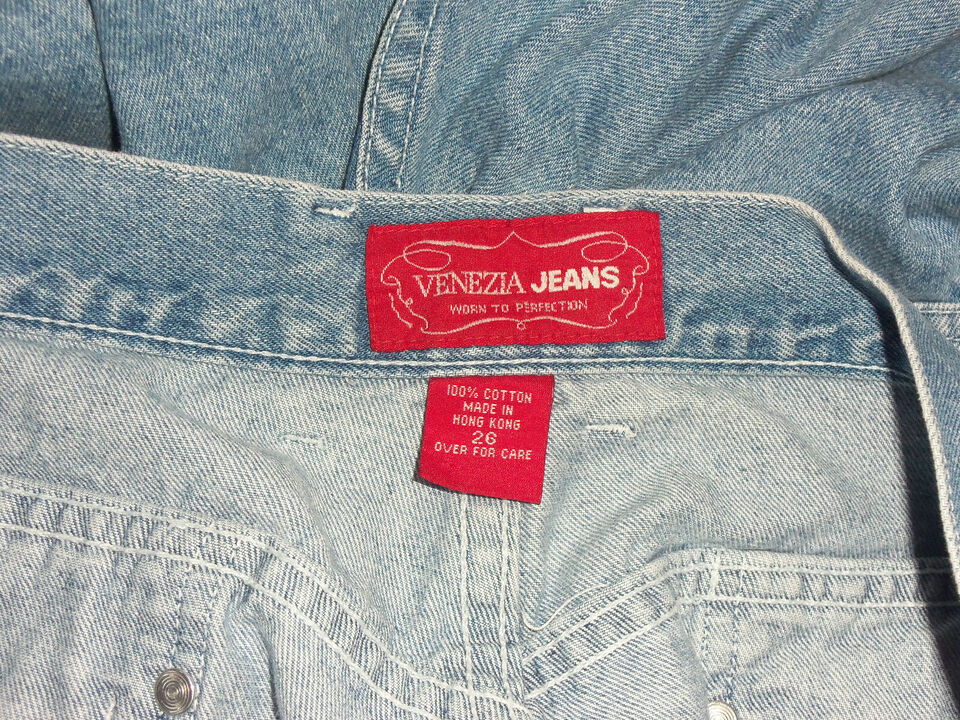 VENEZIA JEANS
WORN TO PERFECTION
100% COTTON
MADE IN
HONG KONG
26
OVER FOR CARE